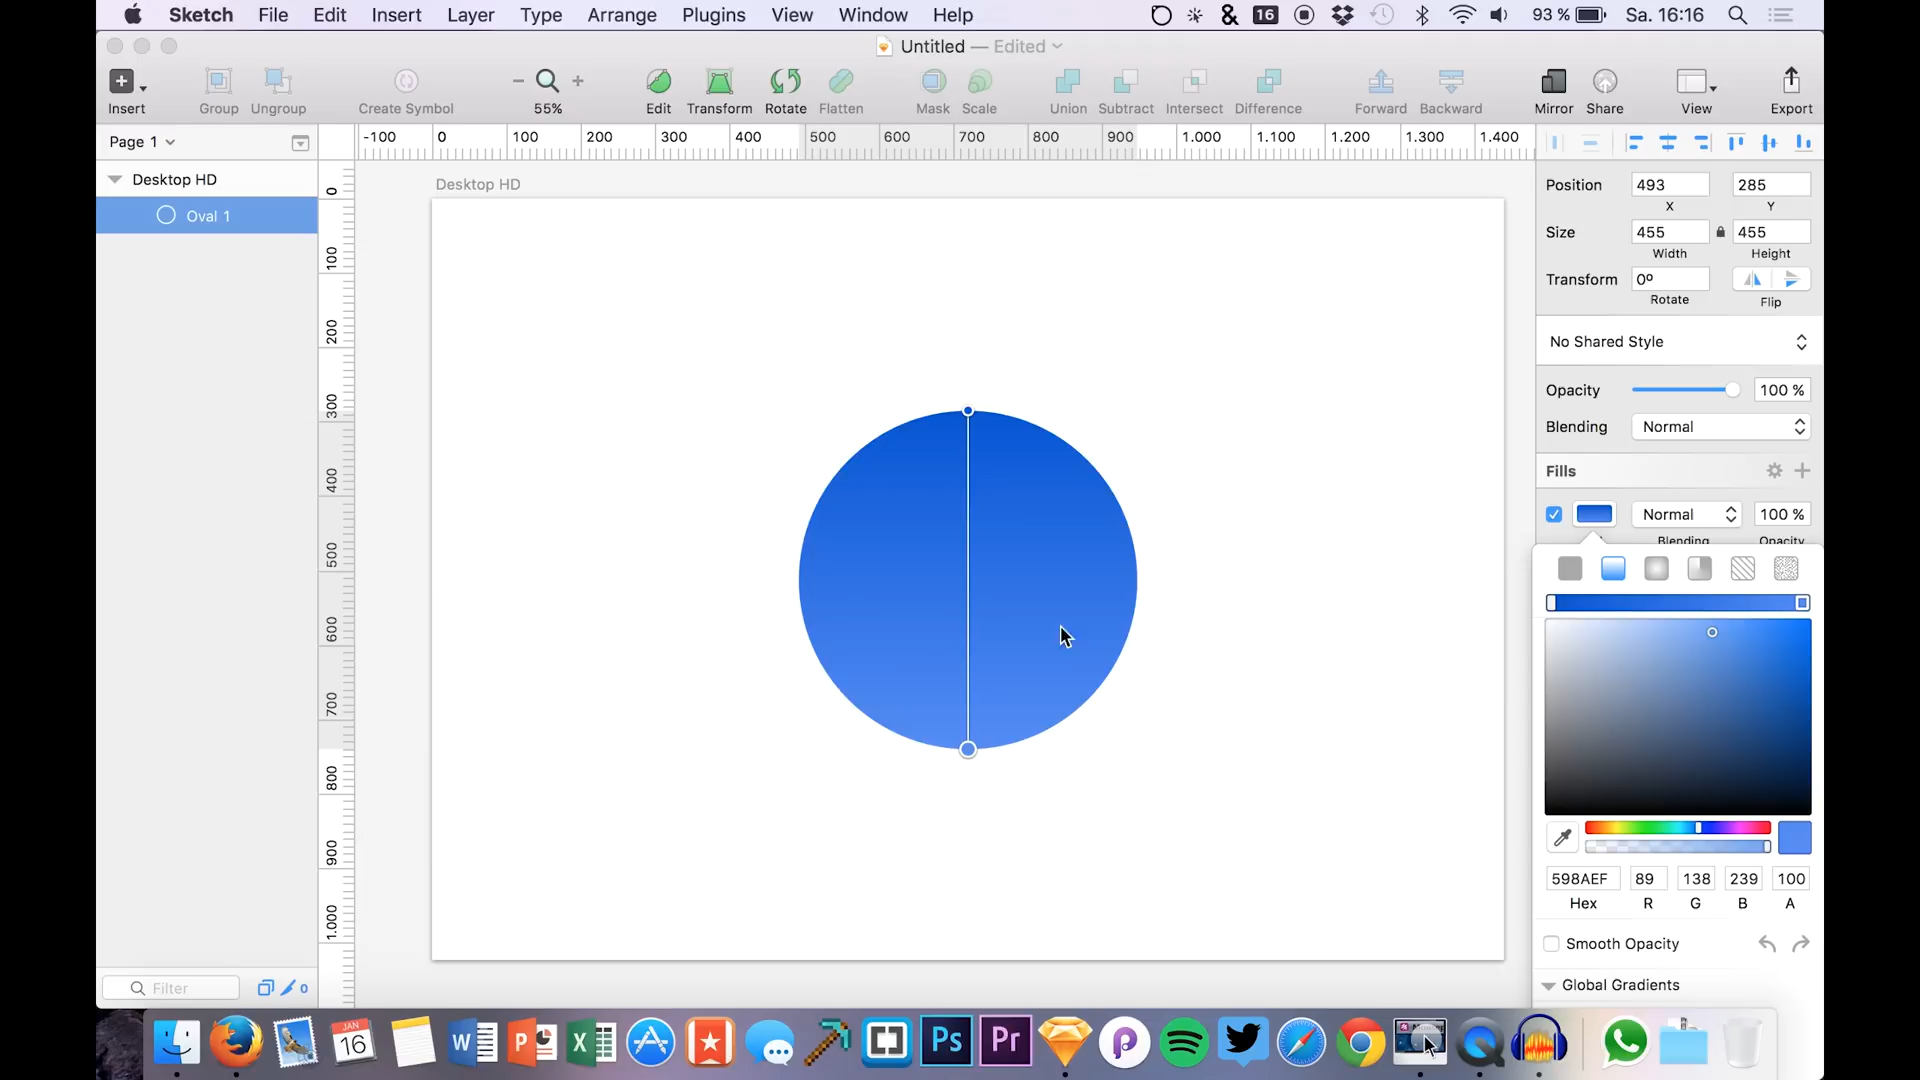 Sketch File Edit Insert Layer Type Arrange Plugins View Window Help 16 93 % Sa. 16:16
Untitled — Edited
Insert Group Ungroup Create Symbol 55% Edit Transform Rotate Flatten Mask Scale Union Subtract Intersect Difference Forward Backward Mirror Share View Export
Page 1
-100 0 100 200 300 400 500 600 700 800 900 1.000 1.100 1.200 1.300 1.400
Desktop HD
Oval 1
Desktop HD
0
100
200
300
400
500
600
700
800
900
1.000
Position 493 285
X Y
Size 455 455
Width Height
Transform 0º
Rotate Flip
No Shared Style
Opacity 100 %
Blending Normal
Fills
Normal 100 %
Blending Opacity
598AEF 89 138 239 100
Hex R G B A
Smooth Opacity
Global Gradients
Filter 0
JAN
16
W P X Ps Pr